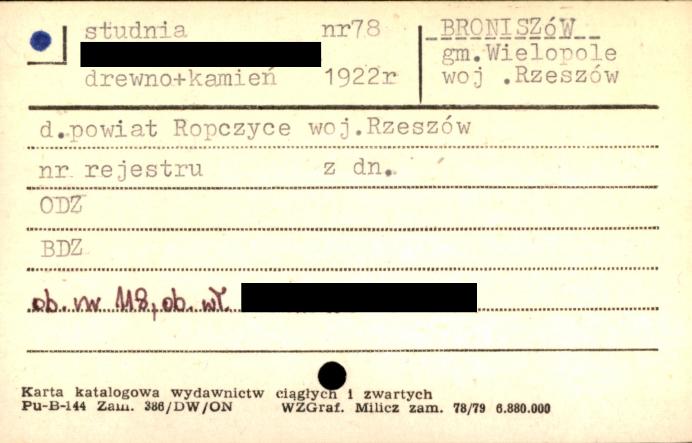 studnia nr78
drewno+kamień 1922r
BRONISZóW
gm.Wielopole
woj .Rzeszów
d.powiat Ropczyce woj.Rzeszów
nr rejestru z dn.
ODZ
BDZ
ob. nr 118, ob. wł.
Karta katalogowa wydawnictw ciągłych i zwartych
Pu-B-144 Zam. 386/DW/ON WZGraf. Milicz zam. 78/79 6.880.000